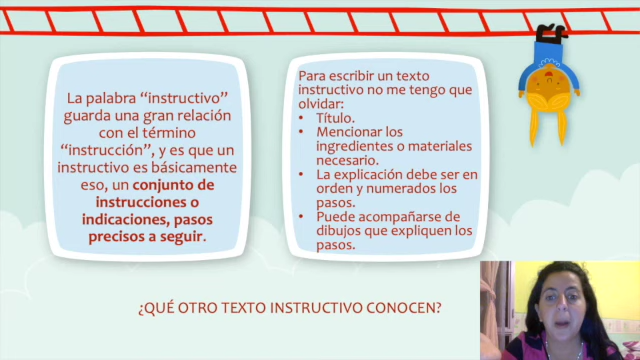 La palabra “instructivo”
guarda una gran relación
con el término
“instrucción”, y es que un
instructivo es básicamente
eso, un conjunto de
instrucciones o
indicaciones, pasos
precisos a seguir.
Para escribir un texto
instructivo no me tengo que
olvidar:
• Título.
• Mencionar los
ingredientes o materiales
necesario.
• La explicación debe ser en
orden y numerados los
pasos.
• Puede acompañarse de
dibujos que expliquen los
pasos.
¿QUÉ OTRO TEXTO INSTRUCTIVO CONOCEN?